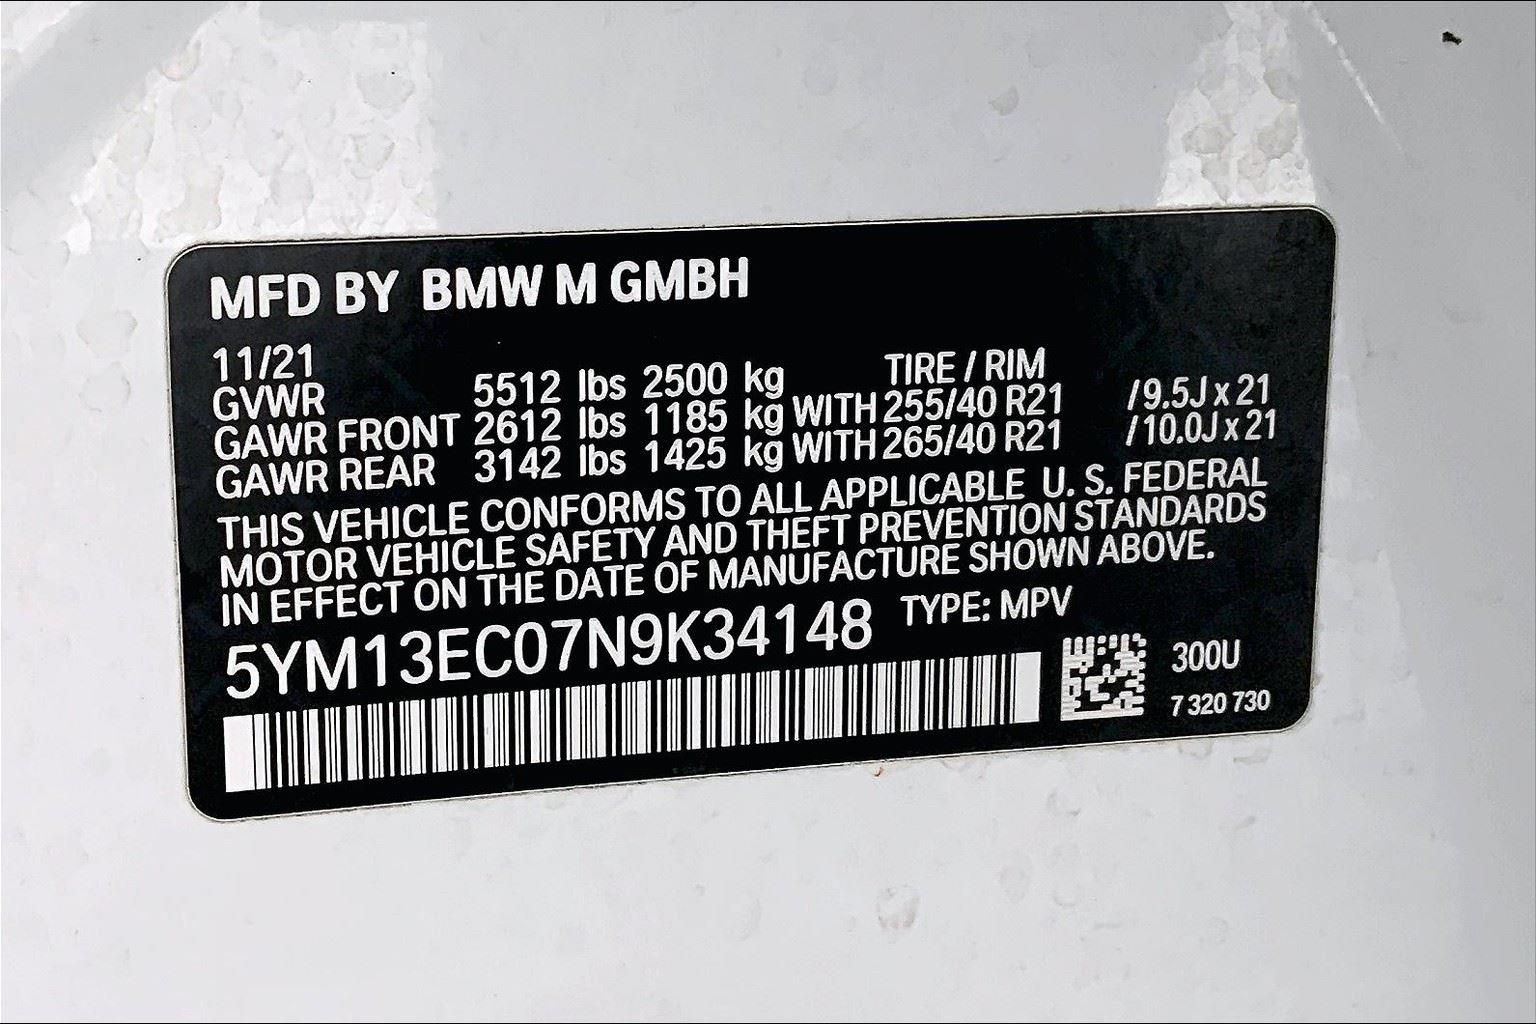 MFD BY BMW M GMBH
11/21
TIRE / RIM
GVWR 5512 lbs 2500 kg
GAWR FRONT 2612 lbs 1185 kg WITH 255/40 R21 /9.5J x 21
GAWR REAR 3142 lbs 1425 kg WITH 265/40 R21 /10.0J x 21
THIS VEHICLE CONFORMS TO ALL APPLICABLE U. S. FEDERAL
MOTOR VEHICLE SAFETY AND THEFT PREVENTION STANDARDS
IN EFFECT ON THE DATE OF MANUFACTURE SHOWN ABOVE.
5YM13EC07N9K34148 TYPE: MPV
300U
7 320 730